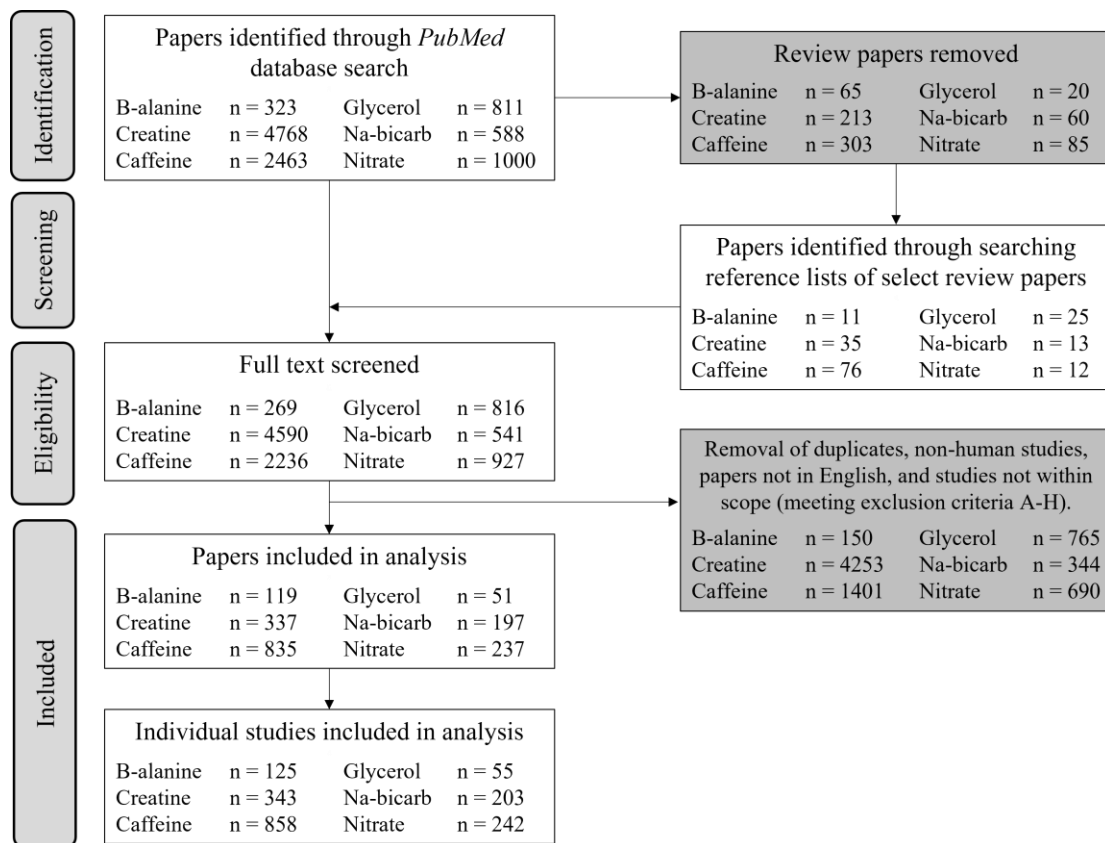 Identification
Papers identified through PubMed
database search
B-alanine n = 323 Glycerol n = 811
Creatine n = 4768 Na-bicarb n = 588
Caffeine n = 2463 Nitrate n = 1000
Review papers removed
B-alanine n = 65 Glycerol n = 20
Creatine n = 213 Na-bicarb n = 60
Caffeine n = 303 Nitrate n = 85
Screening
Papers identified through searching
reference lists of select review papers
B-alanine n = 11 Glycerol n = 25
Creatine n = 35 Na-bicarb n = 13
Caffeine n = 76 Nitrate n = 12
Eligibility
Full text screened
B-alanine n = 269 Glycerol n = 816
Creatine n = 4590 Na-bicarb n = 541
Caffeine n = 2236 Nitrate n = 927
Removal of duplicates, non-human studies,
papers not in English, and studies not within
scope (meeting exclusion criteria A-H).
B-alanine n = 150 Glycerol n = 765
Creatine n = 4253 Na-bicarb n = 344
Caffeine n = 1401 Nitrate n = 690
Included
Papers included in analysis
B-alanine n = 119 Glycerol n = 51
Creatine n = 337 Na-bicarb n = 197
Caffeine n = 835 Nitrate n = 237
Individual studies included in analysis
B-alanine n = 125 Glycerol n = 55
Creatine n = 343 Na-bicarb n = 203
Caffeine n = 858 Nitrate n = 242